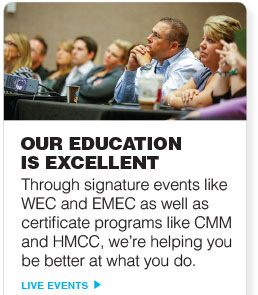 OUR EDUCATION
IS EXCELLENT
Through signature events like
WEC and EMEC as well as
certificate programs like CMM
and HMCC, we're helping you
be better at what you do.
LIVE EVENTS